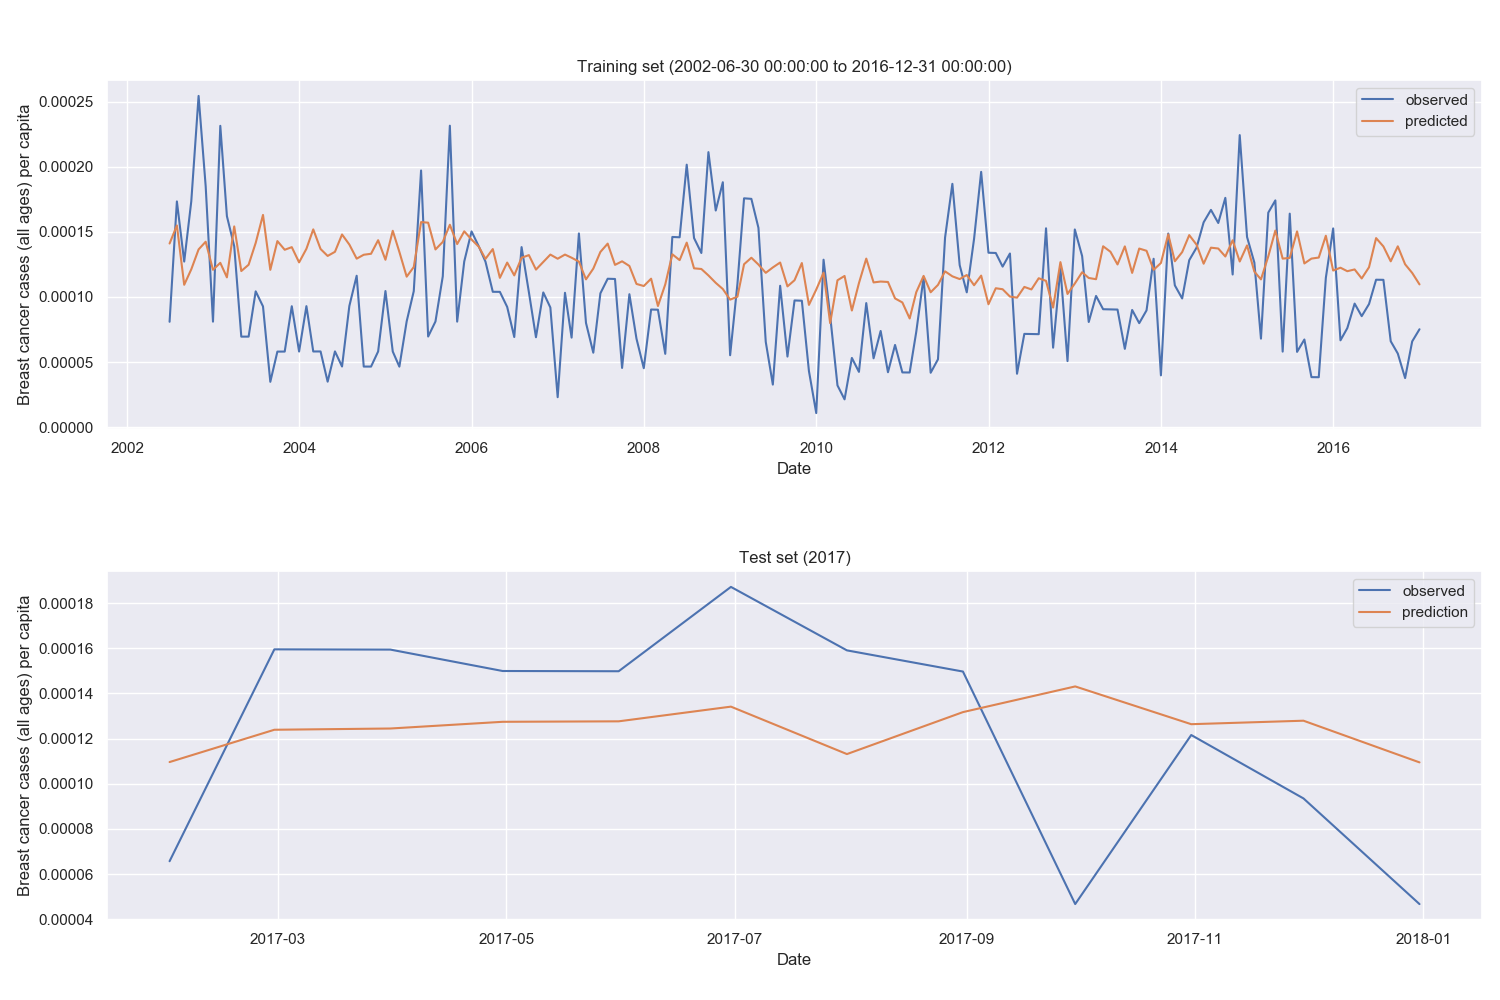 Training set (2002-06-30 00:00:00 to 2016-12-31 00:00:00)
Breast cancer cases (all ages) per capita
0.00025
0.00020
0.00015
0.00010
0.00005
0.00000
observed
predicted
2002 2004 2006 2008 2010 2012 2014 2016
Date
Test set (2017)
Breast cancer cases (all ages) per capita
0.00018
0.00016
0.00014
0.00012
0.00010
0.00008
0.00006
0.00004
observed
prediction
2017-03 2017-05 2017-07 2017-09 2017-11 2018-01
Date